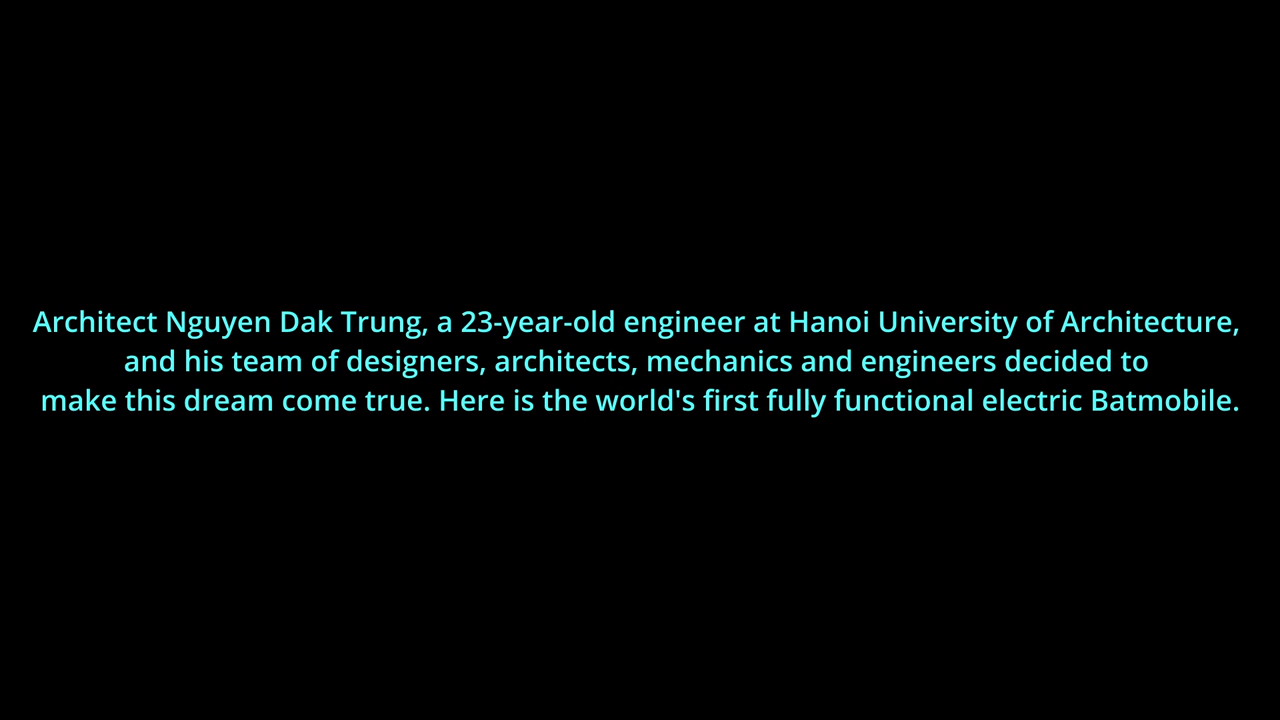 Architect Nguyen Dak Trung, a 23-year-old engineer at Hanoi University of Architecture,
and his team of designers, architects, mechanics and engineers decided to
make this dream come true. Here is the world's first fully functional electric Batmobile.